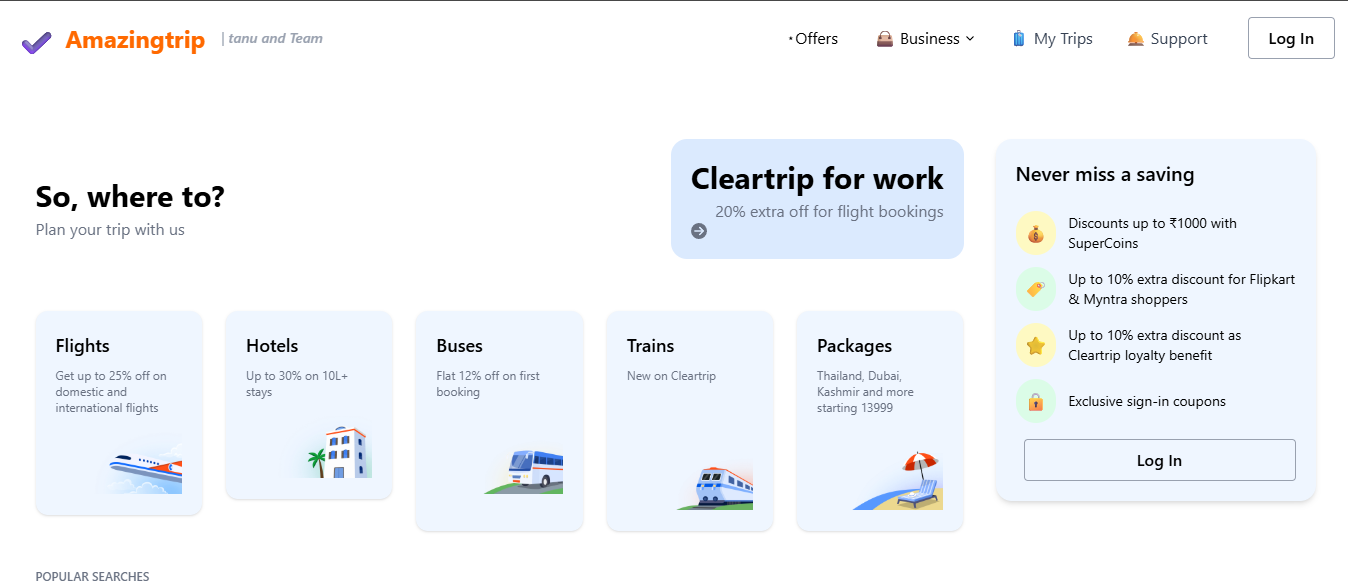 Amazingtrip
| tanu and Team
· Offers
Business
My Trips
Support
Log In
So, where to?
Plan your trip with us
Cleartrip for work
20% extra off for flight bookings
Flights
Get up to 25% off on
domestic and
international flights
Hotels
Up to 30% on 10L+
stays
Buses
Flat 12% off on first
booking
Trains
New on Cleartrip
Packages
Thailand, Dubai,
Kashmir and more
starting 13999
Never miss a saving
Discounts up to ₹1000 with
SuperCoins
Up to 10% extra discount for Flipkart
& Myntra shoppers
Up to 10% extra discount as
Cleartrip loyalty benefit
Exclusive sign-in coupons
Log In
POPULAR SEARCHES